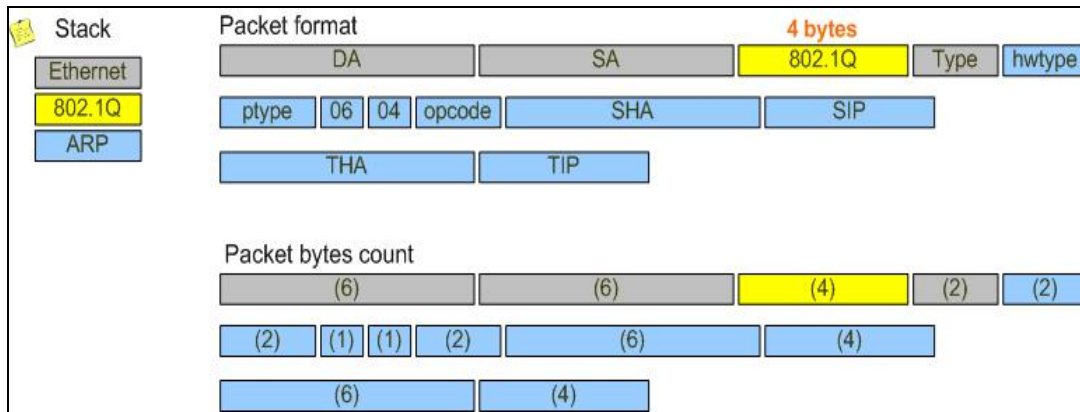 Stack
Ethernet
802.1Q
ARP
Packet format
4 bytes
DA SA 802.1Q Type hwtype
ptype 06 04 opcode SHA SIP
THA TIP
Packet bytes count
(6) (6) (4) (2) (2)
(2) (1) (1) (2) (6) (4)
(6) (4)